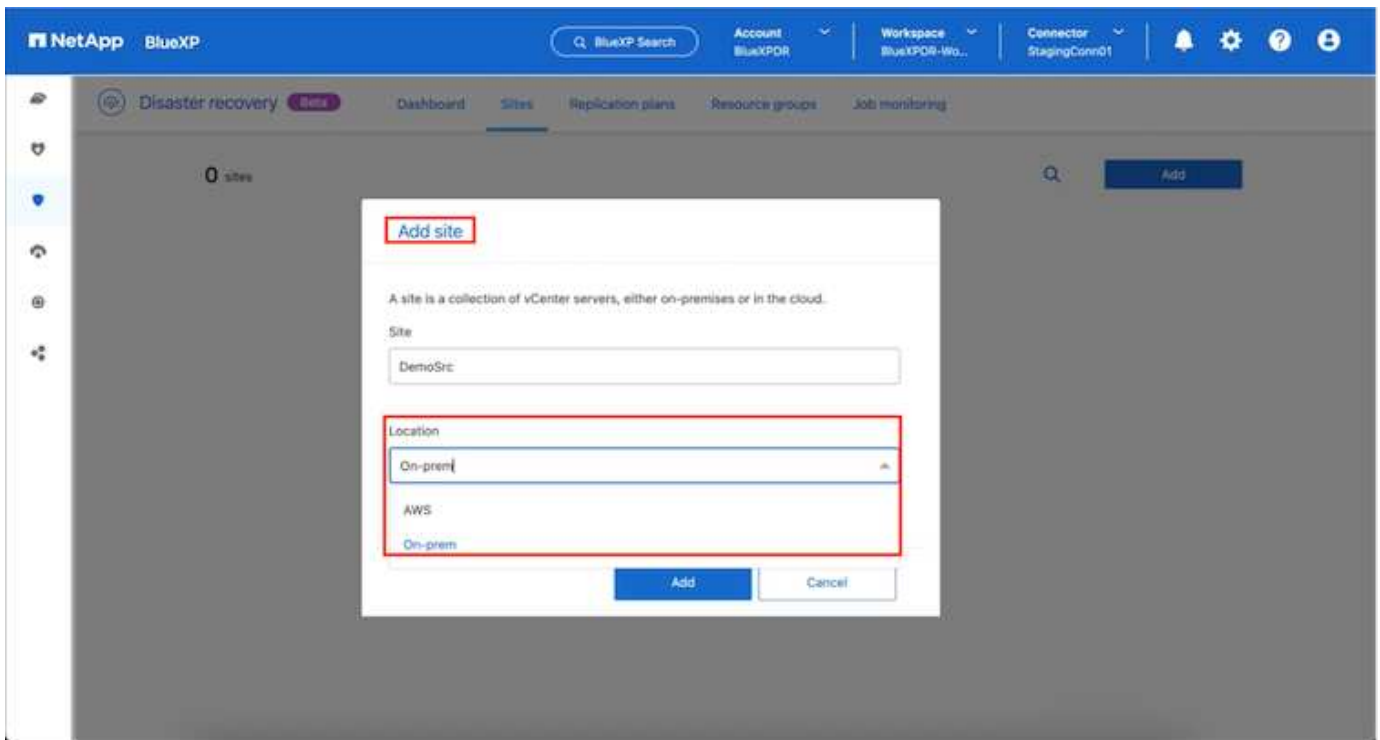 NetApp BlueXP BlueXP Search Account Workspace Connector
BlueXPDR BlueXPDR-Wo... StagingConn01
Disaster recovery Beta Dashboard Sites Replication plans Resource groups Job monitoring
0 sites Add
Add site
A site is a collection of vCenter servers, either on-premises or in the cloud.
Site
DemoSrc
Location
On-prem
AWS
On-prem
Add Cancel